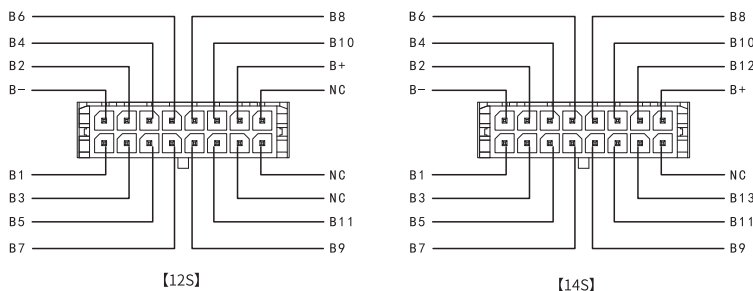 B6 B8
B4 B10
B2 B+
B- NC
B1 NC
B3 NC
B5 B11
B7 B9
【12S】
B6 B8
B4 B10
B2 B12
B- B+
B1 NC
B3 B13
B5 B11
B7 B9
【14S】